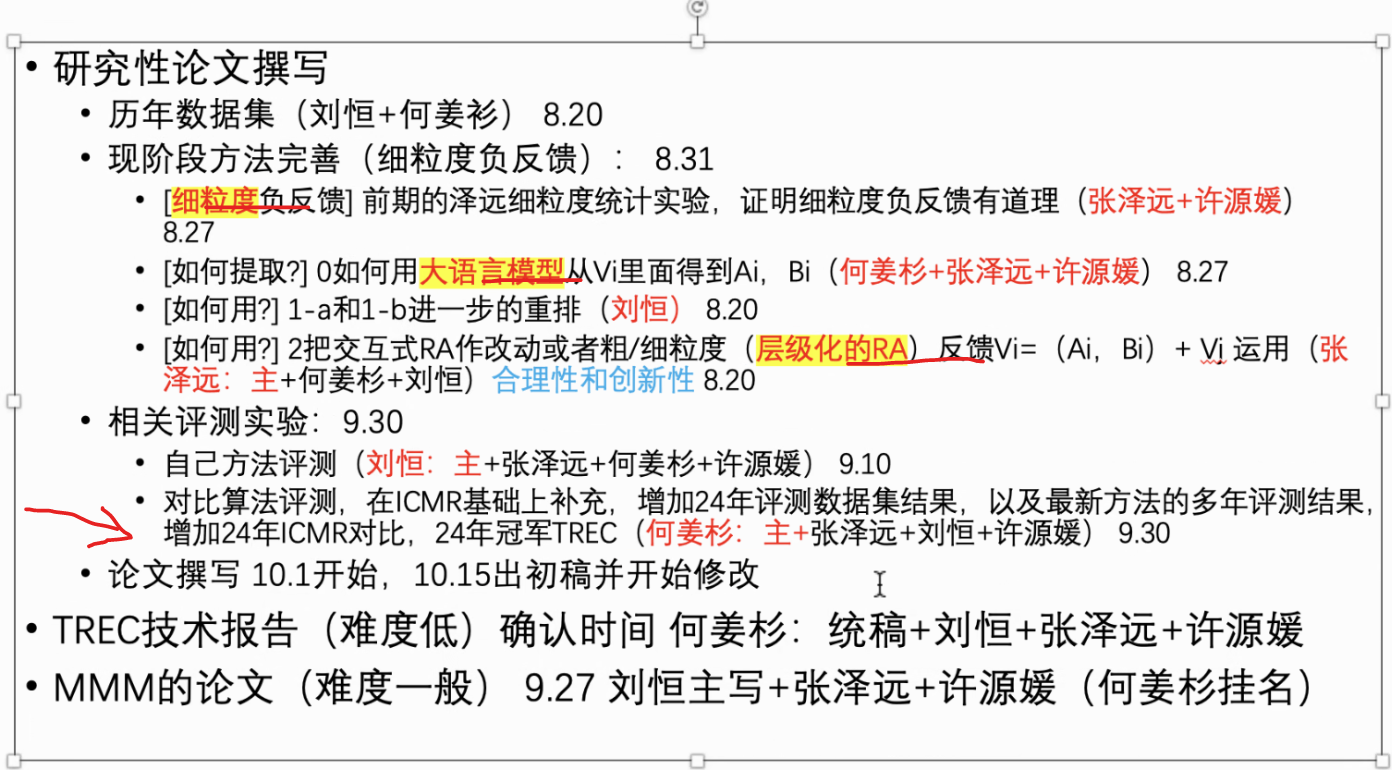 • 研究性论文撰写
• 历年数据集（刘恒+何姜衫） 8.20
• 现阶段方法完善（细粒度负反馈）： 8.31
• [细粒度负反馈] 前期的泽远细粒度统计实验，证明细粒度负反馈有道理（张泽远+许源媛）
8.27
• [如何提取?] 0如何用大语言模型从Vi里面得到Ai，Bi（何姜杉+张泽远+许源媛） 8.27
• [如何用?] 1-a和1-b进一步的重排（刘恒） 8.20
• [如何用?] 2把交互式RA作改动或者粗/细粒度（层级化的RA）反馈Vi=（Ai，Bi）+ Vj 运用（张
泽远：主+何姜杉+刘恒）合理性和创新性 8.20
• 相关评测实验：9.30
• 自己方法评测（刘恒：主+张泽远+何姜杉+许源媛） 9.10
• 对比算法评测，在ICMR基础上补充，增加24年评测数据集结果，以及最新方法的多年评测结果，
增加24年ICMR对比，24年冠军TREC（何姜杉：主+张泽远+刘恒+许源媛） 9.30
• 论文撰写 10.1开始，10.15出初稿并开始修改
• TREC技术报告（难度低）确认时间 何姜杉：统稿+刘恒+张泽远+许源媛
• MMM的论文（难度一般） 9.27 刘恒主写+张泽远+许源媛（何姜杉挂名）